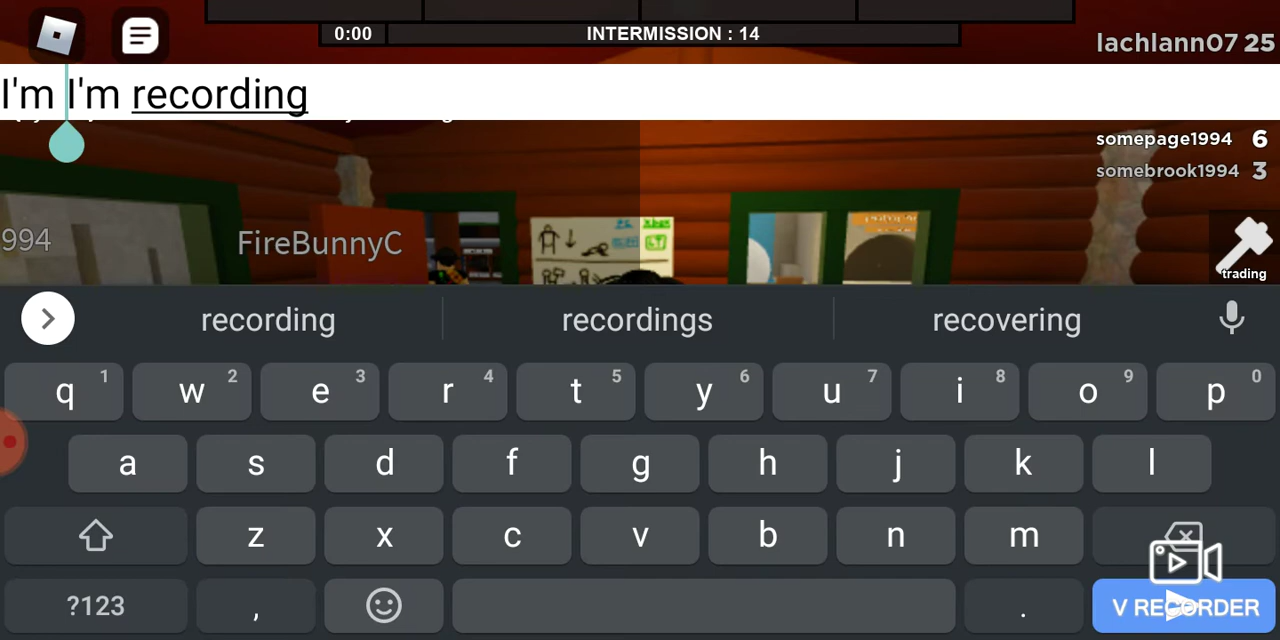 0:00 INTERMISSION : 14
lachlann07 25
I'm I'm recording
somepage1994 6
somebrook1994 3
994 FireBunnyC
trading
recording recordings recovering
q 1 w 2 e 3 r 4 t 5 y 6 u 7 i 8 o 9 p 0
a s d f g h j k l
z x c v b n m
?123 , . V RECORDER